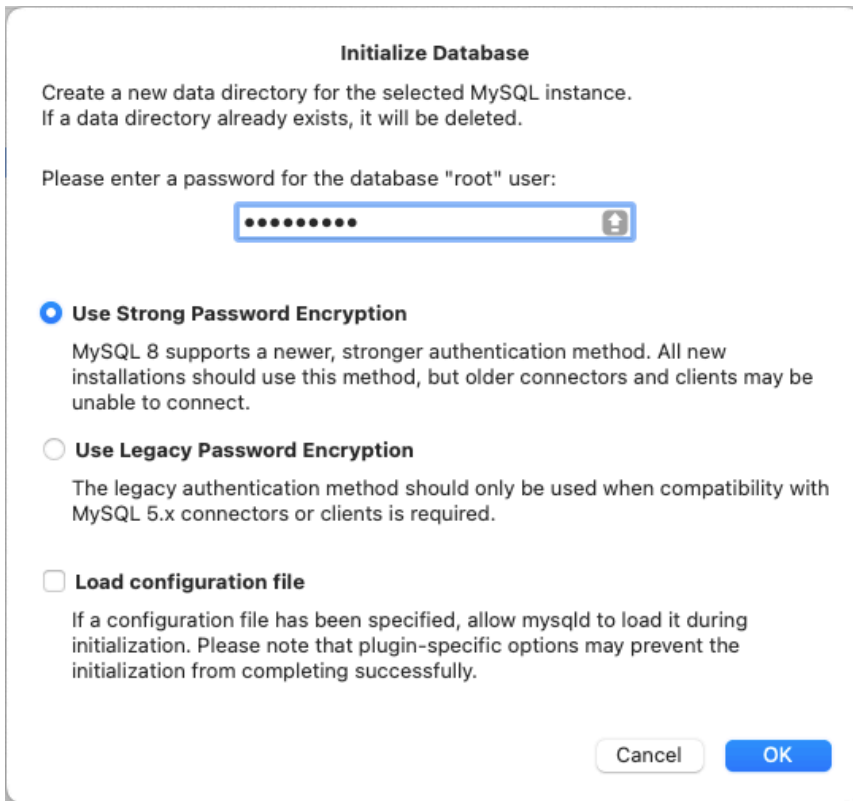 Initialize Database
Create a new data directory for the selected MySQL instance.
If a data directory already exists, it will be deleted.
Please enter a password for the database "root" user:
•••••••••
Use Strong Password Encryption
MySQL 8 supports a newer, stronger authentication method. All new
installations should use this method, but older connectors and clients may be
unable to connect.
Use Legacy Password Encryption
The legacy authentication method should only be used when compatibility with
MySQL 5.x connectors or clients is required.
Load configuration file
If a configuration file has been specified, allow mysqld to load it during
initialization. Please note that plugin-specific options may prevent the
initialization from completing successfully.
Cancel OK